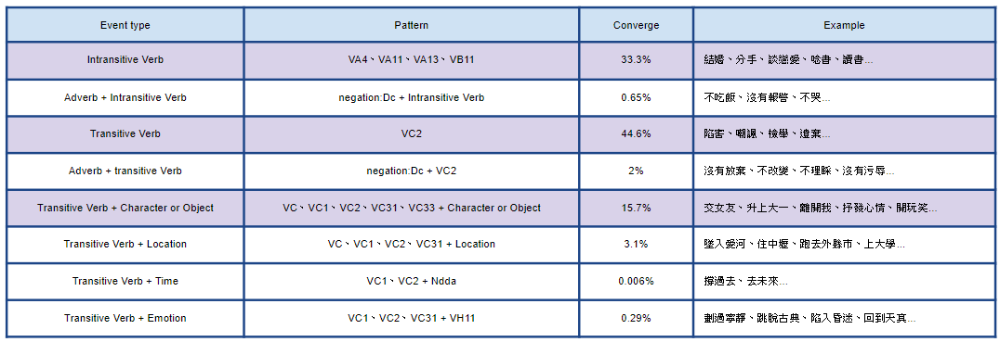 Event type Pattern Converge Example
Intransitive Verb VA4、VA11、VA13、VB11 33.3% 結婚、分手、談戀愛、唸書、讀書...
Adverb + Intransitive Verb negation:Dc + Intransitive Verb 0.65% 不吃飯、沒有報警、不哭...
Transitive Verb VC2 44.6% 陷害、嘲諷、檢舉、遺棄...
Adverb + transitive Verb negation:Dc + VC2 2% 沒有放棄、不改變、不理睬、沒有污辱...
Transitive Verb + Character or Object VC、VC1、VC2、VC31、VC33 + Character or Object 15.7% 交女友、升上大一、離開我、抒發心情、開玩笑...
Transitive Verb + Location VC、VC1、VC2、VC31 + Location 3.1% 墜入愛河、住中壢、跑去外縣市、上大學...
Transitive Verb + Time VC1、VC2 + Ndda 0.006% 撐過去、去未來...
Transitive Verb + Emotion VC1、VC2、VC31 + VH11 0.29% 劃過寧靜、跳脫古典、陷入昏迷、回到天真...